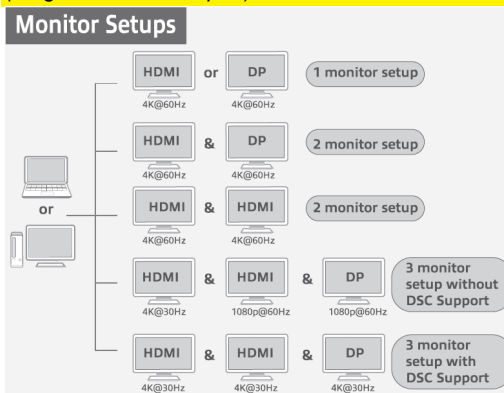 Monitor Setups
HDMI or DP 1 monitor setup
4K@60Hz 4K@60Hz
HDMI & DP 2 monitor setup
4K@60Hz 4K@60Hz
or
HDMI & HDMI 2 monitor setup
4K@60Hz 4K@60Hz
HDMI & HDMI & DP 3 monitor
setup without
DSC Support
4K@30Hz 1080p@60Hz 1080p@60Hz
HDMI & HDMI & DP 3 monitor
setup with
DSC Support
4K@30Hz 4K@30Hz 4K@30Hz